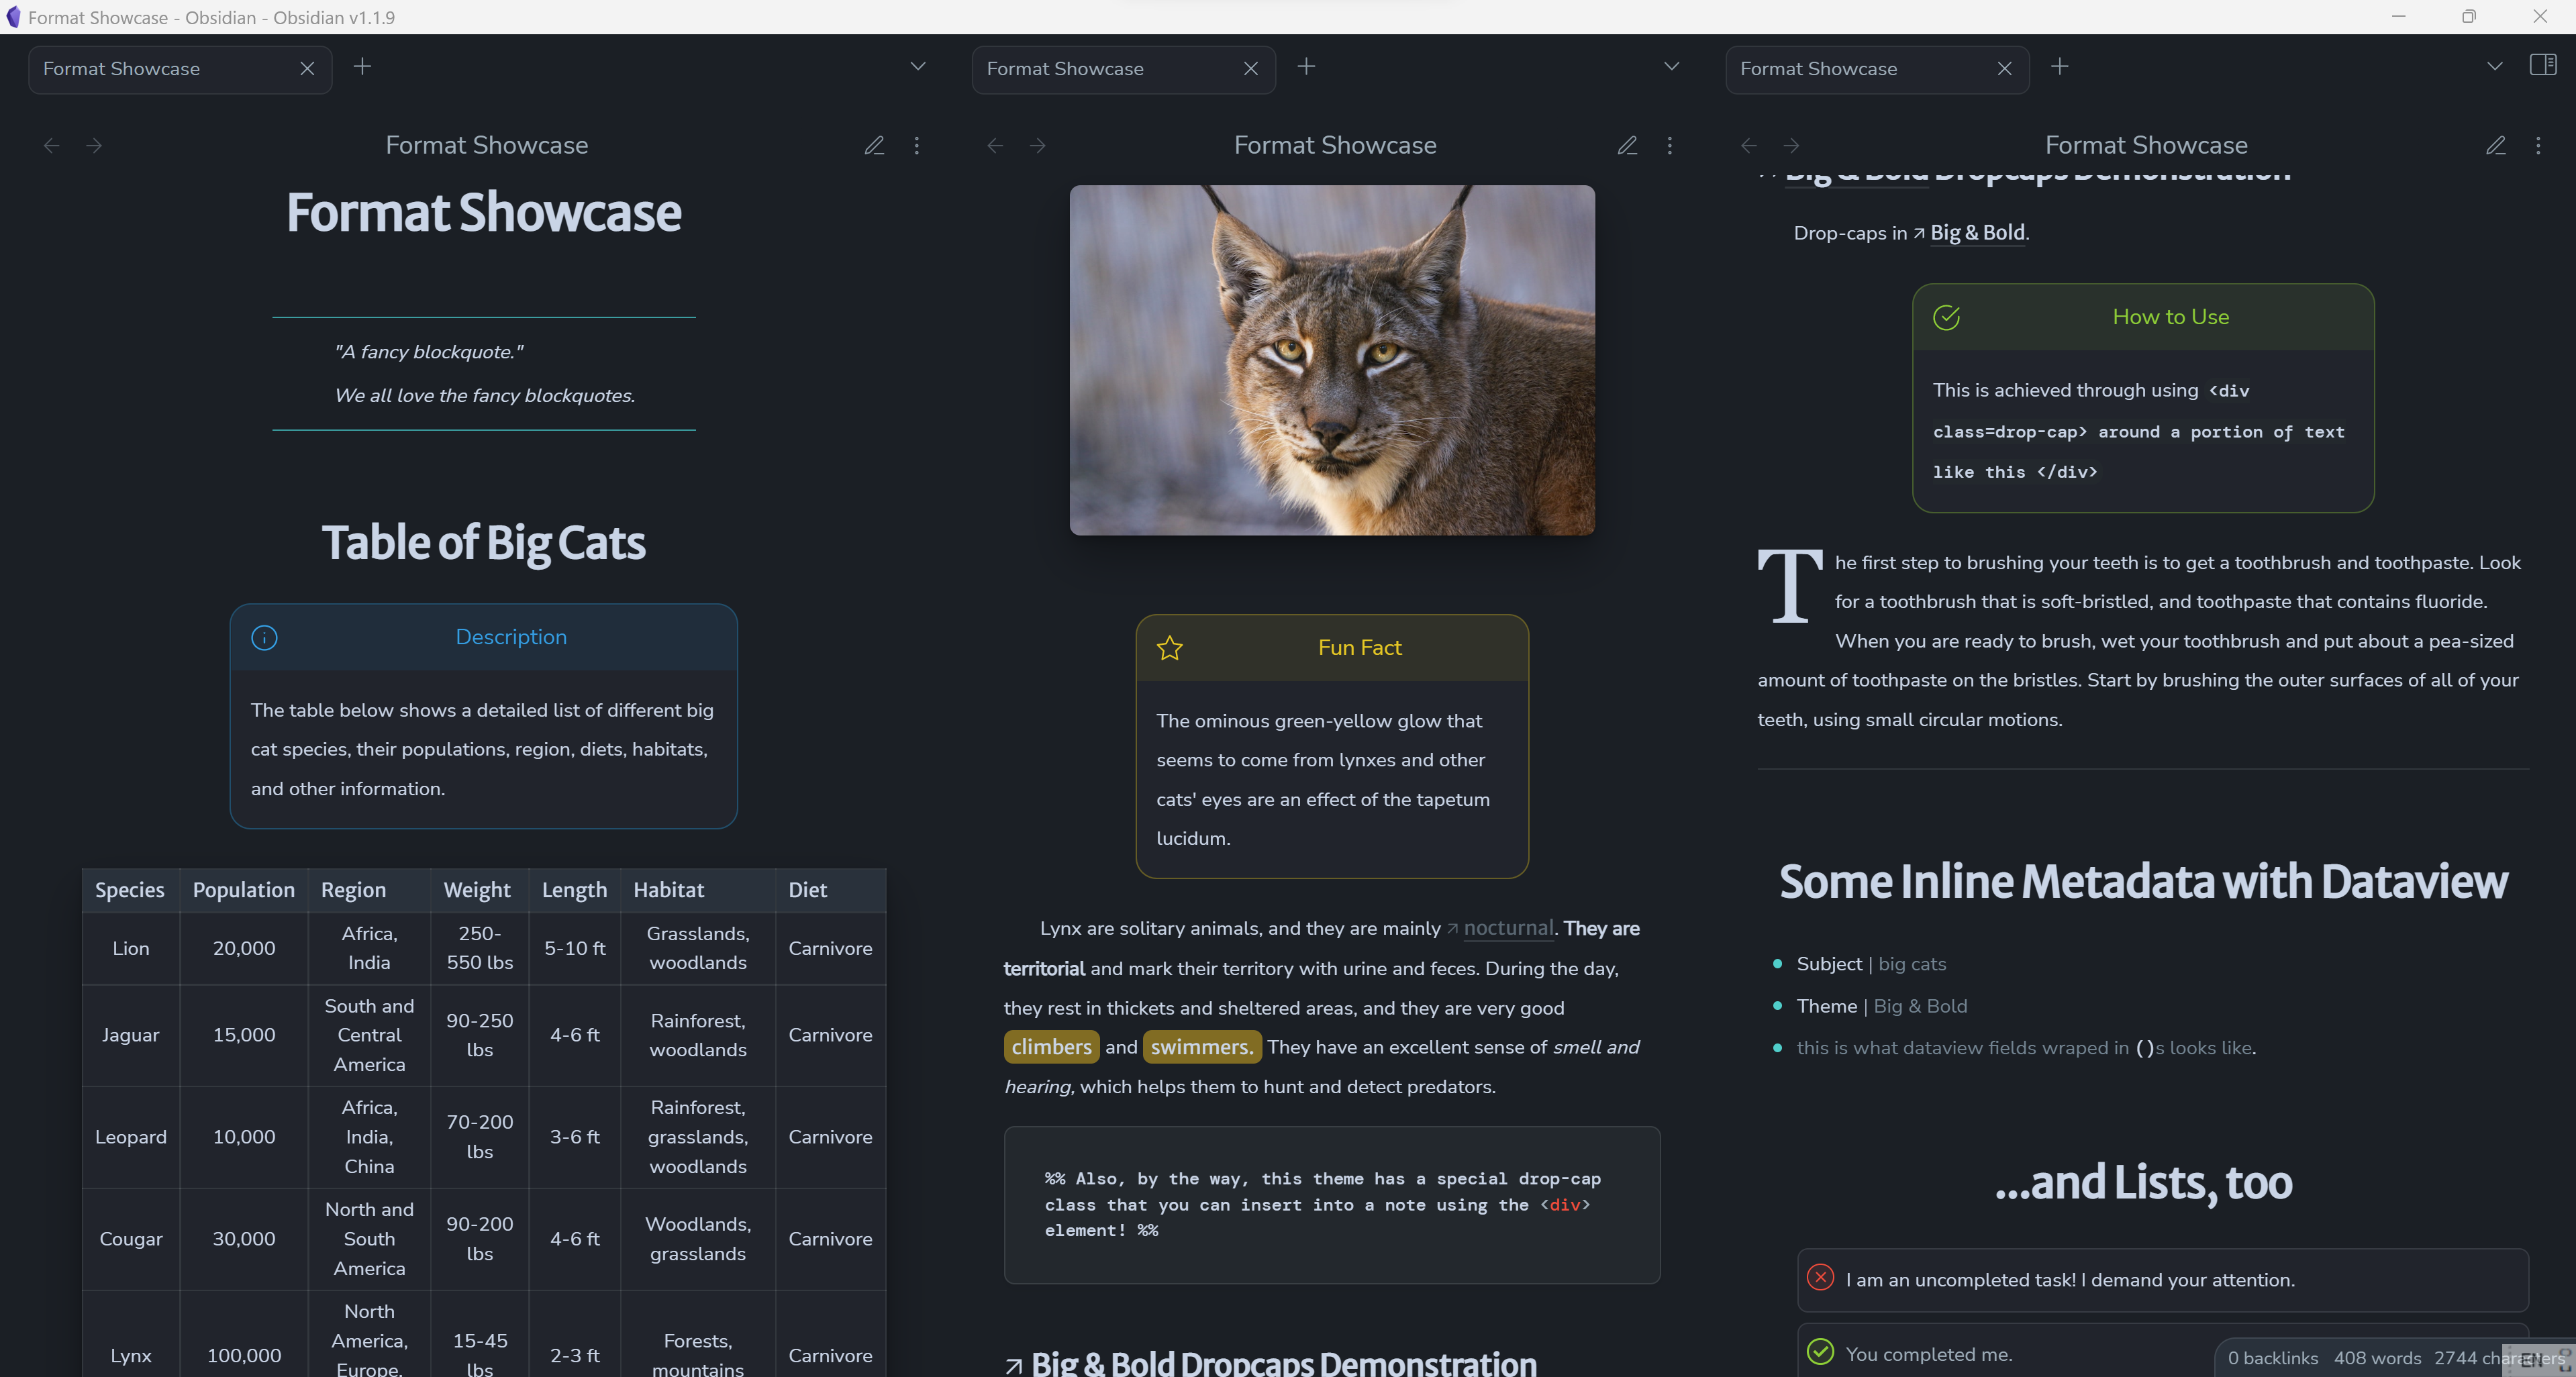 Format Showcase - Obsidian - Obsidian v1.1.9
Format Showcase
Format Showcase
Format Showcase
"A fancy blockquote."
We all love the fancy blockquotes.
Table of Big Cats
Description
The table below shows a detailed list of different big
cat species, their populations, region, diets, habitats,
and other information.
Species Population Region Weight Length Habitat Diet
Lion 20,000 Africa, India 250-550 lbs 5-10 ft Grasslands, woodlands Carnivore
Jaguar 15,000 South and Central America 90-250 lbs 4-6 ft Rainforest, woodlands Carnivore
Leopard 10,000 Africa, India, China 70-200 lbs 3-6 ft Rainforest, grasslands, woodlands Carnivore
Cougar 30,000 North and South America 90-200 lbs 4-6 ft Woodlands, grasslands Carnivore
Lynx 100,000 North America, Europe, 15-45 lbs 2-3 ft Forests, mountains Carnivore
Format Showcase
Format Showcase
Fun Fact
The ominous green-yellow glow that
seems to come from lynxes and other
cats' eyes are an effect of the tapetum
lucidum.
Lynx are solitary animals, and they are mainly nocturnal. They are
territorial and mark their territory with urine and feces. During the day,
they rest in thickets and sheltered areas, and they are very good
climbers and swimmers. They have an excellent sense of smell and
hearing, which helps them to hunt and detect predators.
%% Also, by the way, this theme has a special drop-cap
class that you can insert into a note using the <div>
element! %%
Big & Bold Dropcaps Demonstration
Format Showcase
Format Showcase
Big & Bold Dropcaps Demonstration
Drop-caps in Big & Bold.
How to Use
This is achieved through using <div
class=drop-cap> around a portion of text
like this </div>
The first step to brushing your teeth is to get a toothbrush and toothpaste. Look
for a toothbrush that is soft-bristled, and toothpaste that contains fluoride.
When you are ready to brush, wet your toothbrush and put about a pea-sized
amount of toothpaste on the bristles. Start by brushing the outer surfaces of all of your
teeth, using small circular motions.
Some Inline Metadata with Dataview
Subject | big cats
Theme | Big & Bold
this is what dataview fields wraped in ()s looks like.
...and Lists, too
I am an uncompleted task! I demand your attention.
You completed me.
0 backlinks 408 words 2744 characters
EN